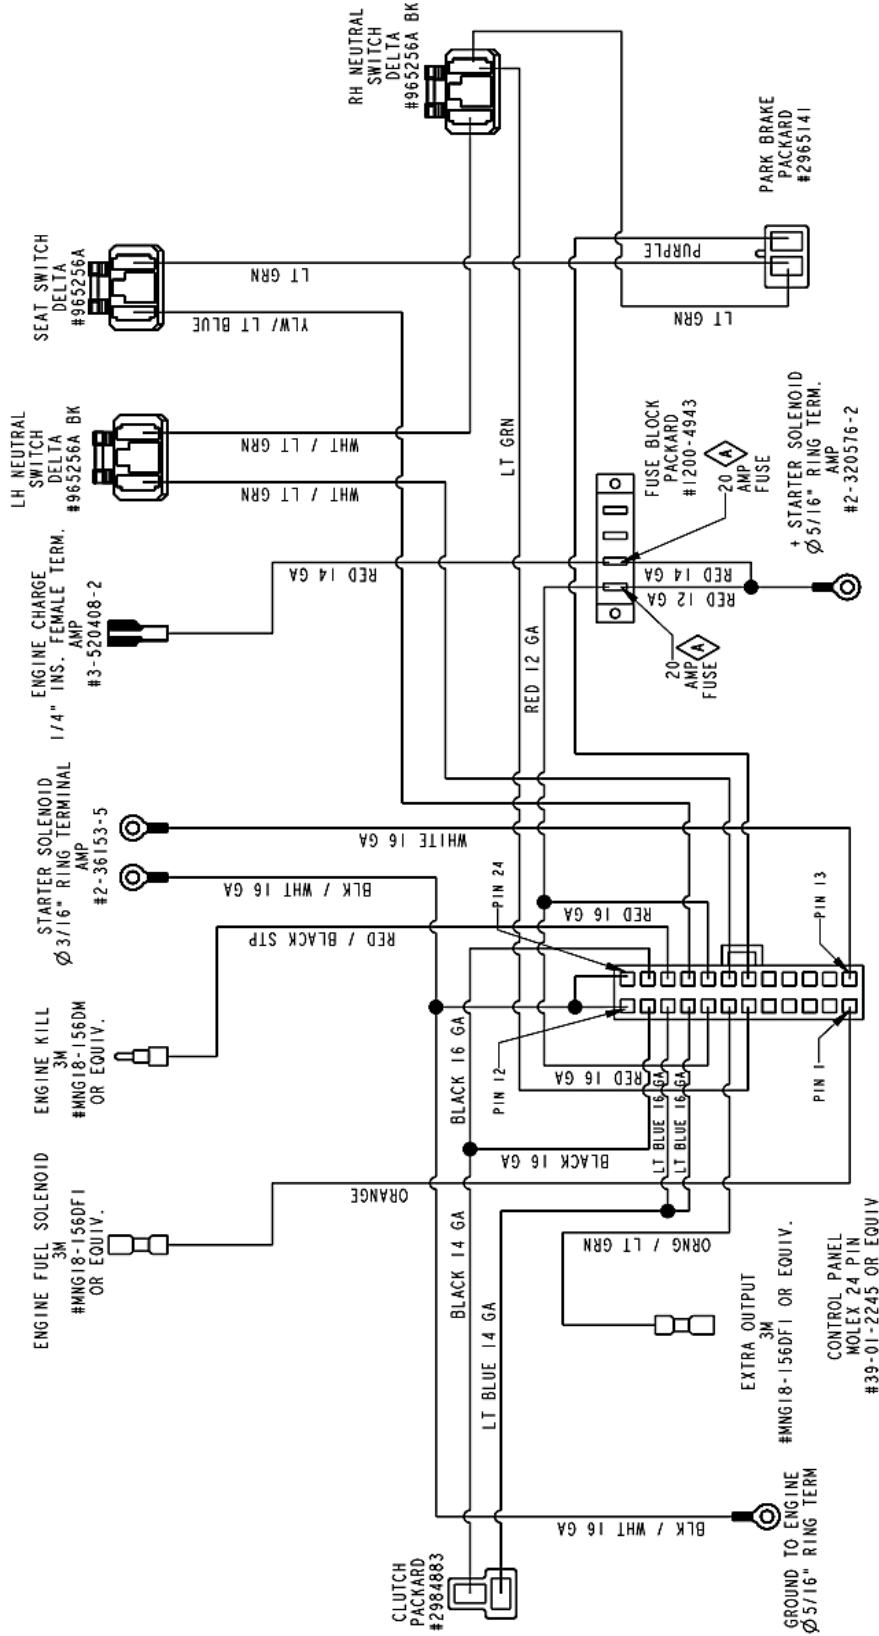 ENGINE FUEL SOLENOID
3M
#MNG18-156DFI
OR EQUIV.
ENGINE KILL
3M
#MNG18-156DM
OR EQUIV.
STARTER SOLENOID
Ø3/16" RING TERMINAL
AMP
#2-36153-5
ENGINE CHARGE
1/4" INS. FEMALE TERM.
AMP
#3-520408-2
LH NEUTRAL
SWITCH
DELTA
#965256A BK
SEAT SWITCH
DELTA
#965256A
RH NEUTRAL
SWITCH
DELTA
#965256A BK
ORANGE
RED / BLACK STP
BLK / WHT 16 GA
WHITE 16 GA
RED 14 GA
WHT / LT GRN
WHT / LT GRN
YLW/ LT BLUE
LT GRN
CLUTCH
PACKARD
#2984883
BLACK 14 GA
BLACK 16 GA
LT BLUE 14 GA
BLACK 16 GA
PIN 12
PIN 24
RED 16 GA
RED 16 GA
RED 12 GA
LT GRN
LT BLUE 16 GA
LT BLUE 16 GA
ORNG / LT GRN
BLK / WHT 16 GA
PURPLE
LT GRN
FUSE BLOCK
PACKARD
#1200-4943
20
AMP
FUSE
A
20
AMP
FUSE
A
RED 14 GA
RED 12 GA
PARK BRAKE
PACKARD
#2965141
+ STARTER SOLENOID
Ø5/16" RING TERM.
AMP
#2-320576-2
PIN 1
PIN 13
EXTRA OUTPUT
3M
#MNG18-156DFI OR EQUIV.
GROUND TO ENGINE
Ø5/16" RING TERM
CONTROL PANEL
MOLEX 24 PIN
#39-01-2245 OR EQUIV